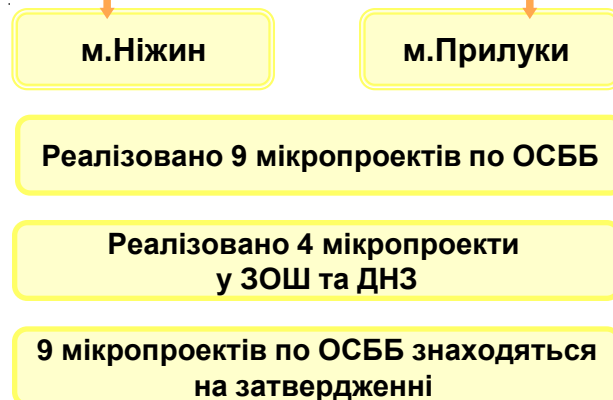 м.Ніжин
м.Прилуки
Реалізовано 9 мікропроектів по ОСББ
Реалізовано 4 мікропроекти
у ЗОШ та ДНЗ
9 мікропроектів по ОСББ знаходяться
на затвердженні